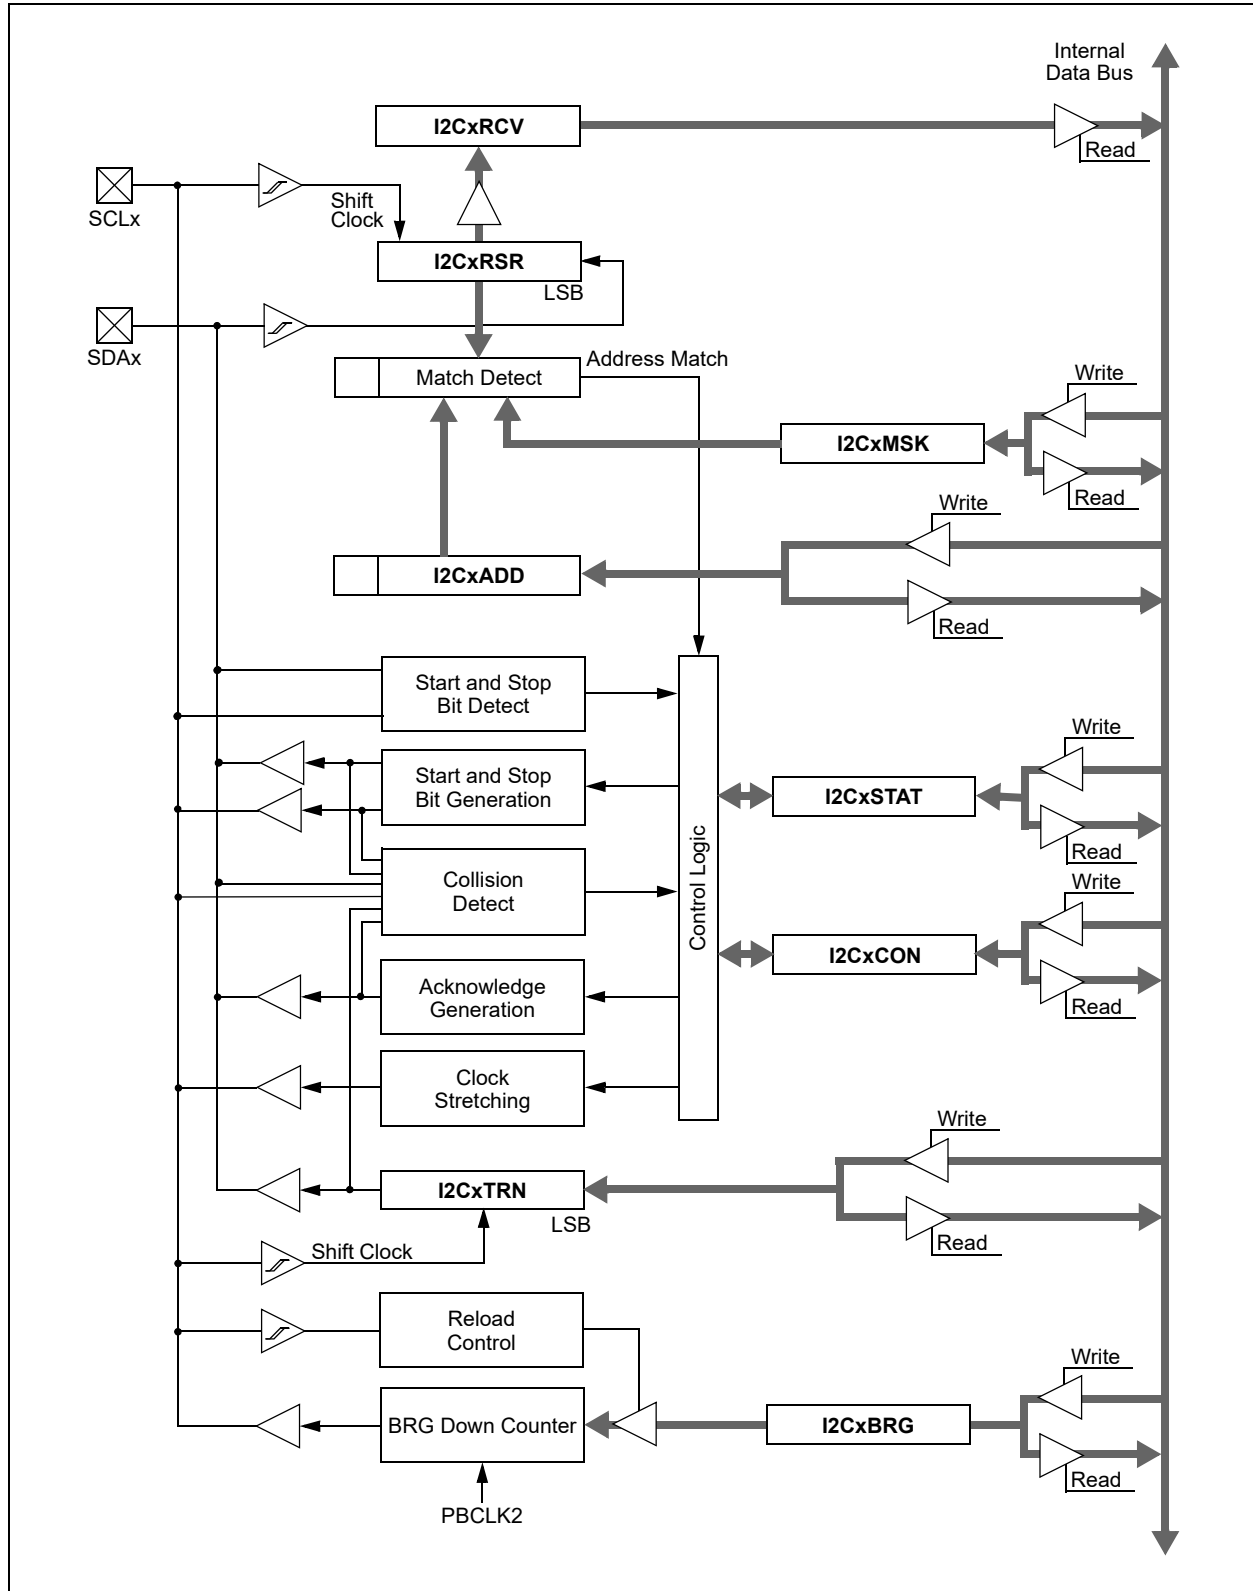 Internal
Data Bus
I2CxRCV
Read
SCLx
Shift
Clock
I2CxRSR
LSB
SDAx
Address Match
Match Detect
Write
I2CxMSK
Read
Write
I2CxADD
Read
Start and Stop
Bit Detect
Write
Start and Stop
Bit Generation
I2CxSTAT
Read
Control Logic
Collision
Detect
Write
I2CxCON
Read
Acknowledge
Generation
Clock
Stretching
Write
I2CxTRN
LSB
Read
Shift Clock
Reload
Control
Write
BRG Down Counter
I2CxBRG
Read
PBCLK2